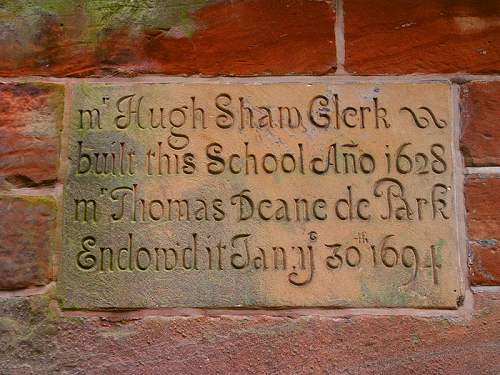 mr Hugh Shaw Clerk
built this School Año 1628
mr Thomas Deane de Park
Endow'd it Jan:ry 30th 1694